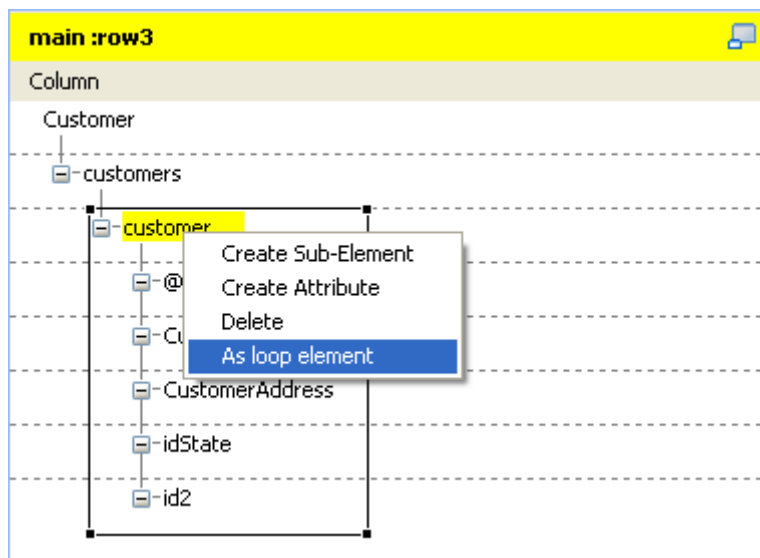 main :row3
Column
Customer
customers
customer
Create Sub-Element
@
Create Attribute
Delete
As loop element
CustomerAddress
idState
id2